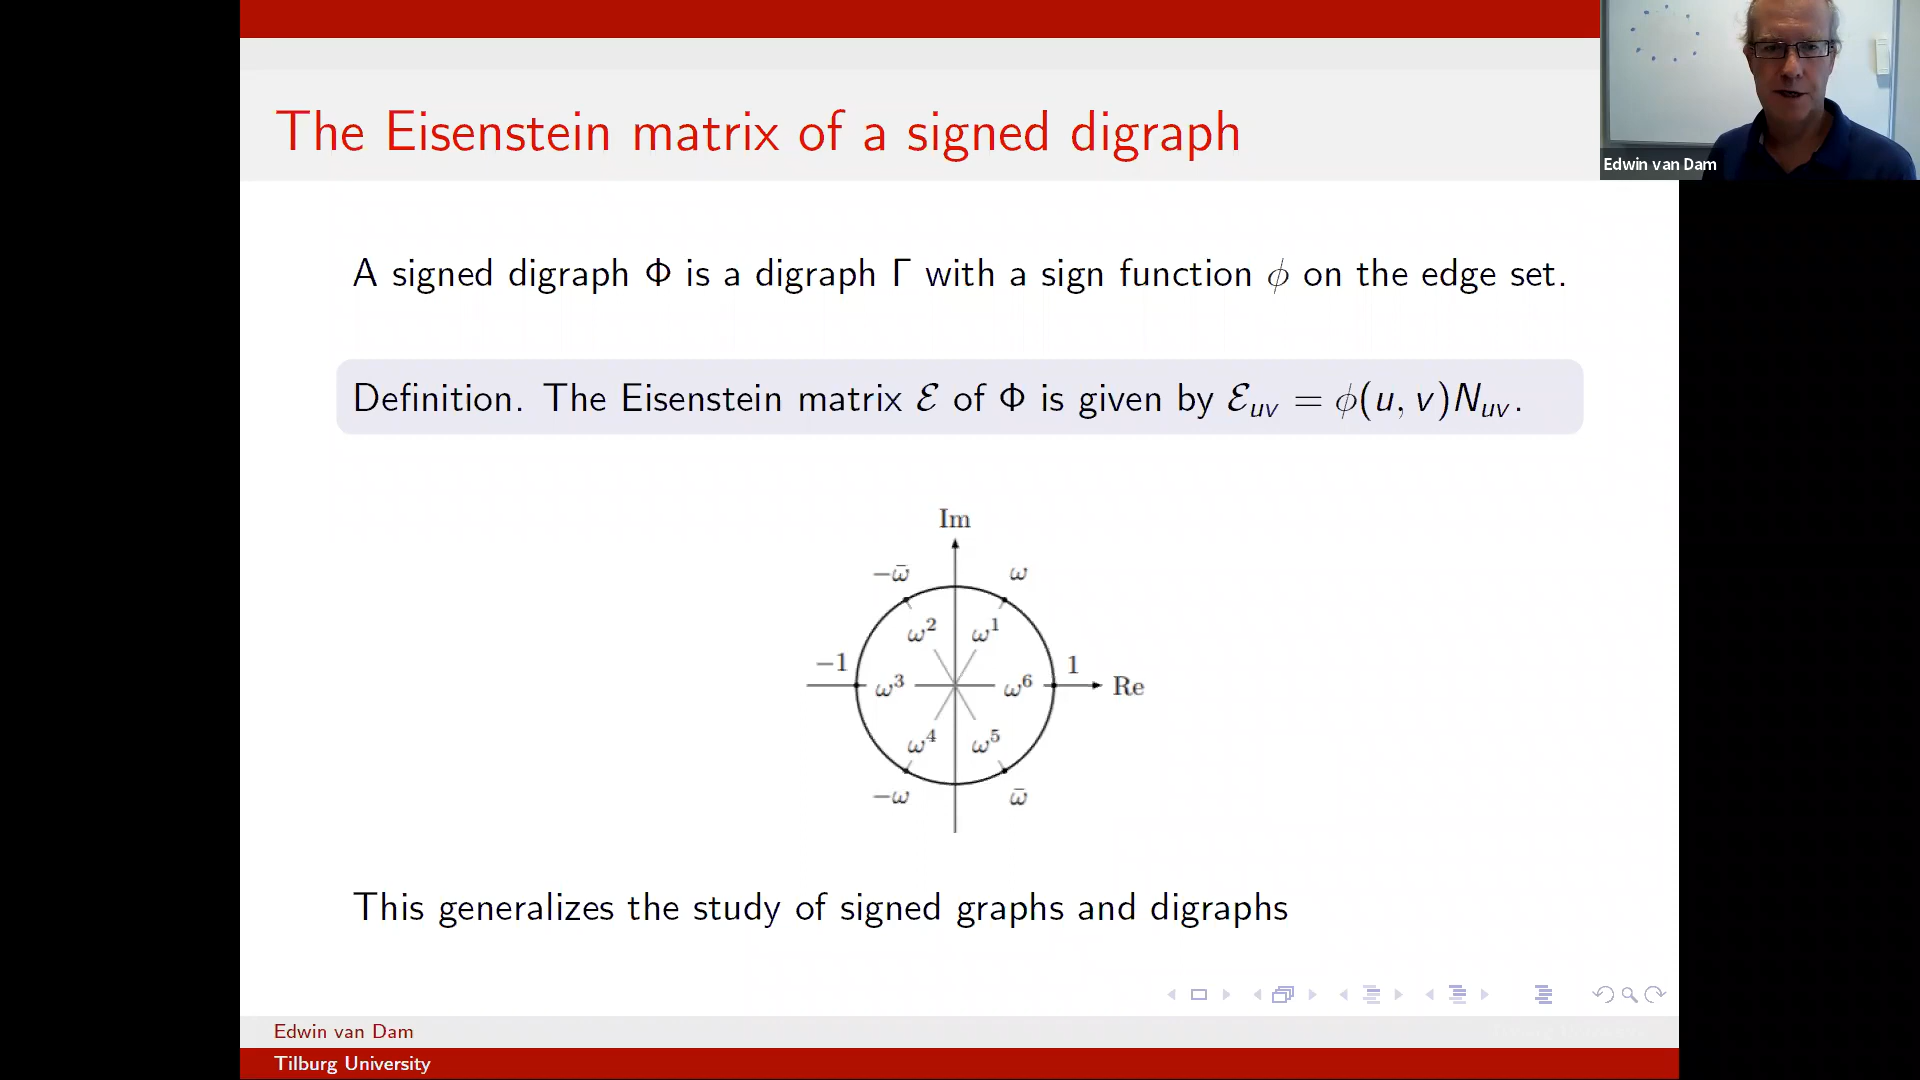 The Eisenstein matrix of a signed digraph
Edwin van Dam
A signed digraph Φ is a digraph Γ with a sign function ϕ on the edge set.
Definition. The Eisenstein matrix ℰ of Φ is given by ℰ_uv = ϕ(u, v)N_uv.
Im
−ω̄ ω
ω² ω¹
−1 1
ω³ ω⁶ Re
ω⁴ ω⁵
−ω ω̄
This generalizes the study of signed graphs and digraphs
Edwin van Dam
Tilburg University